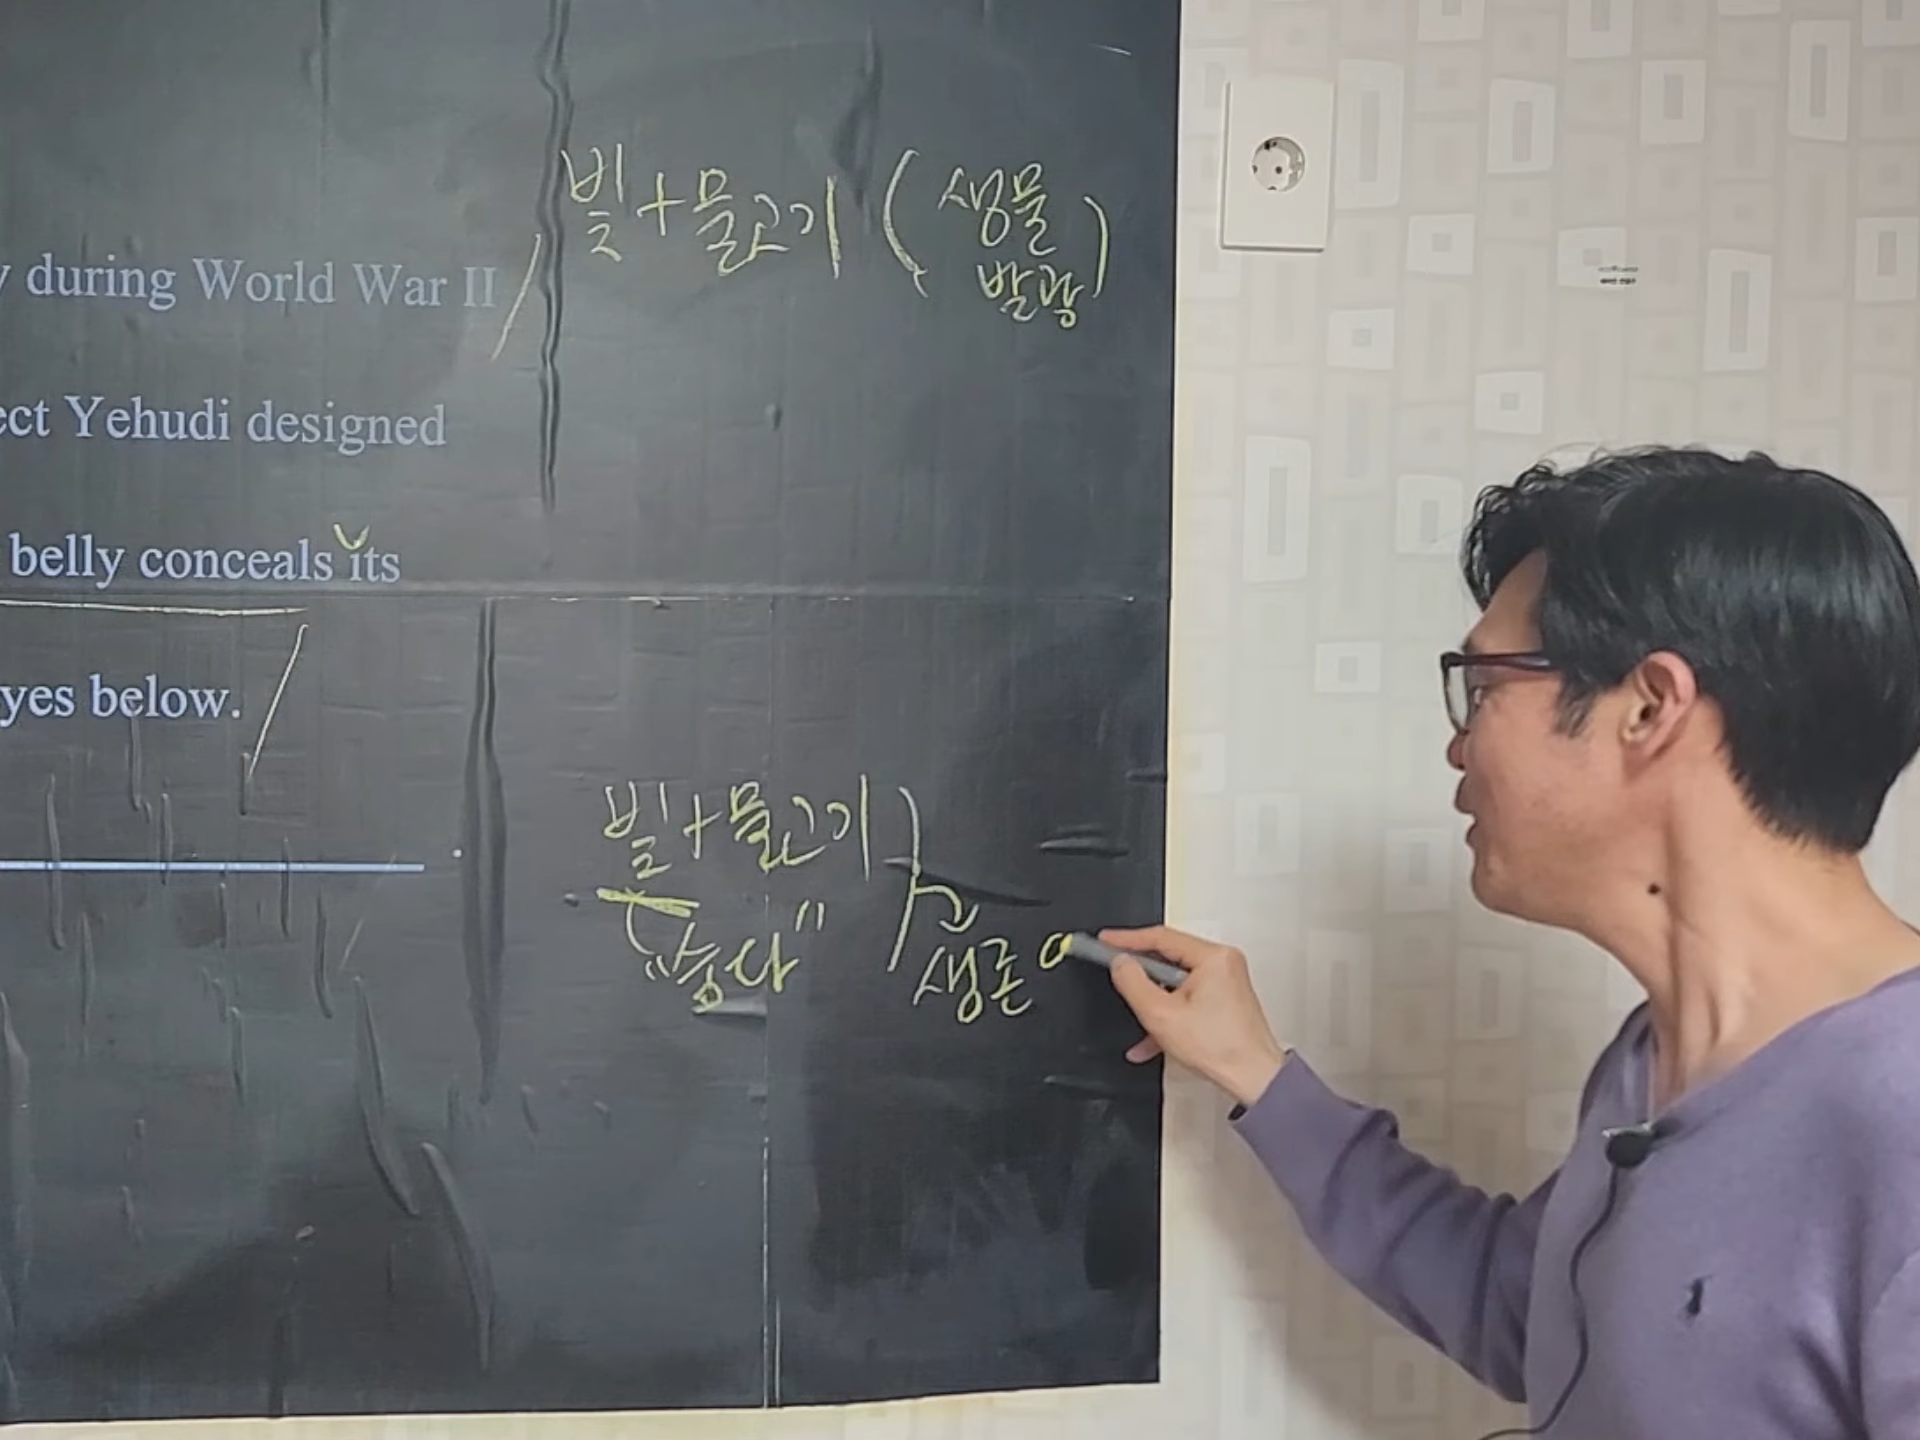 빛+물고기 (생물
발광)
during World War II
ect Yehudi designed
belly conceals its
yes below.
빛+물고기
"숨다"
생존